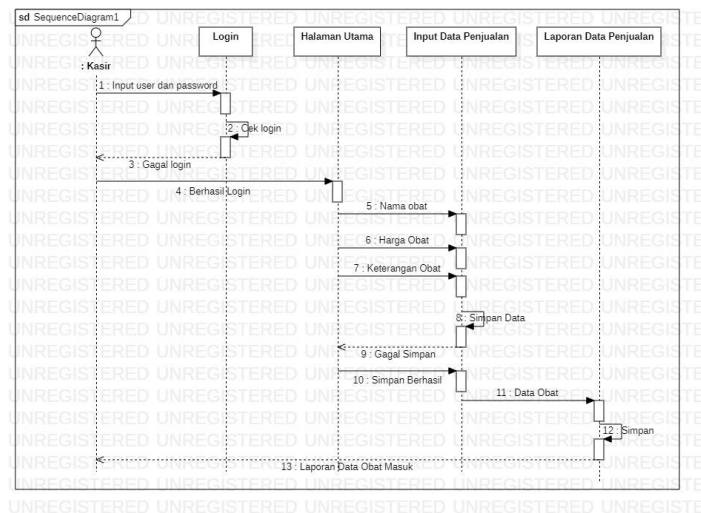 sd SequenceDiagram1
: Kasir
Login
Halaman Utama
Input Data Penjualan
Laporan Data Penjualan
1 : Input user dan password
2 : Cek login
3 : Gagal login
4 : Berhasil Login
5 : Nama obat
6 : Harga Obat
7 : Keterangan Obat
8 : Simpan Data
9 : Gagal Simpan
10 : Simpan Berhasil
11 : Data Obat
12 : Simpan
13 : Laporan Data Obat Masuk
UNREGISTERED